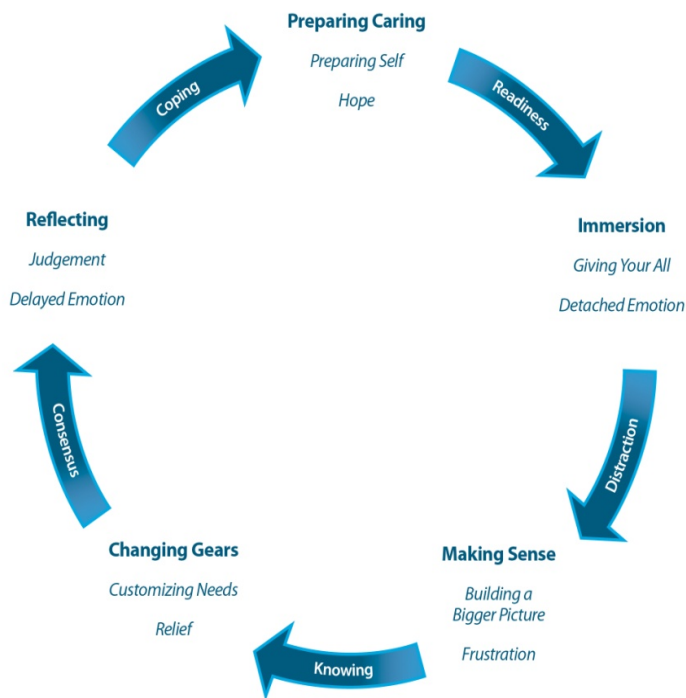 Preparing Caring
Preparing Self
Hope
Readiness
Immersion
Giving Your All
Detached Emotion
Distraction
Making Sense
Building a
Bigger Picture
Frustration
Knowing
Changing Gears
Customizing Needs
Relief
Consensus
Reflecting
Judgement
Delayed Emotion
Coping